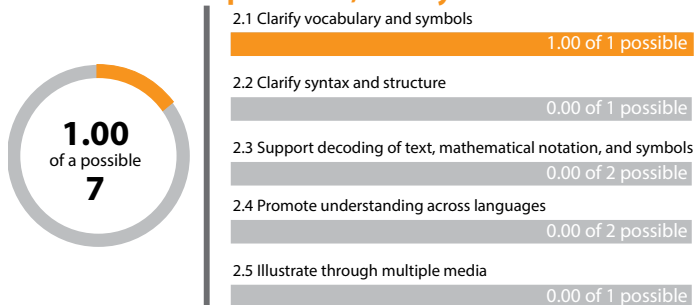 1.00
of a possible
7
2.1 Clarify vocabulary and symbols
1.00 of 1 possible
2.2 Clarify syntax and structure
0.00 of 1 possible
2.3 Support decoding of text, mathematical notation, and symbols
0.00 of 2 possible
2.4 Promote understanding across languages
0.00 of 2 possible
2.5 Illustrate through multiple media
0.00 of 1 possible